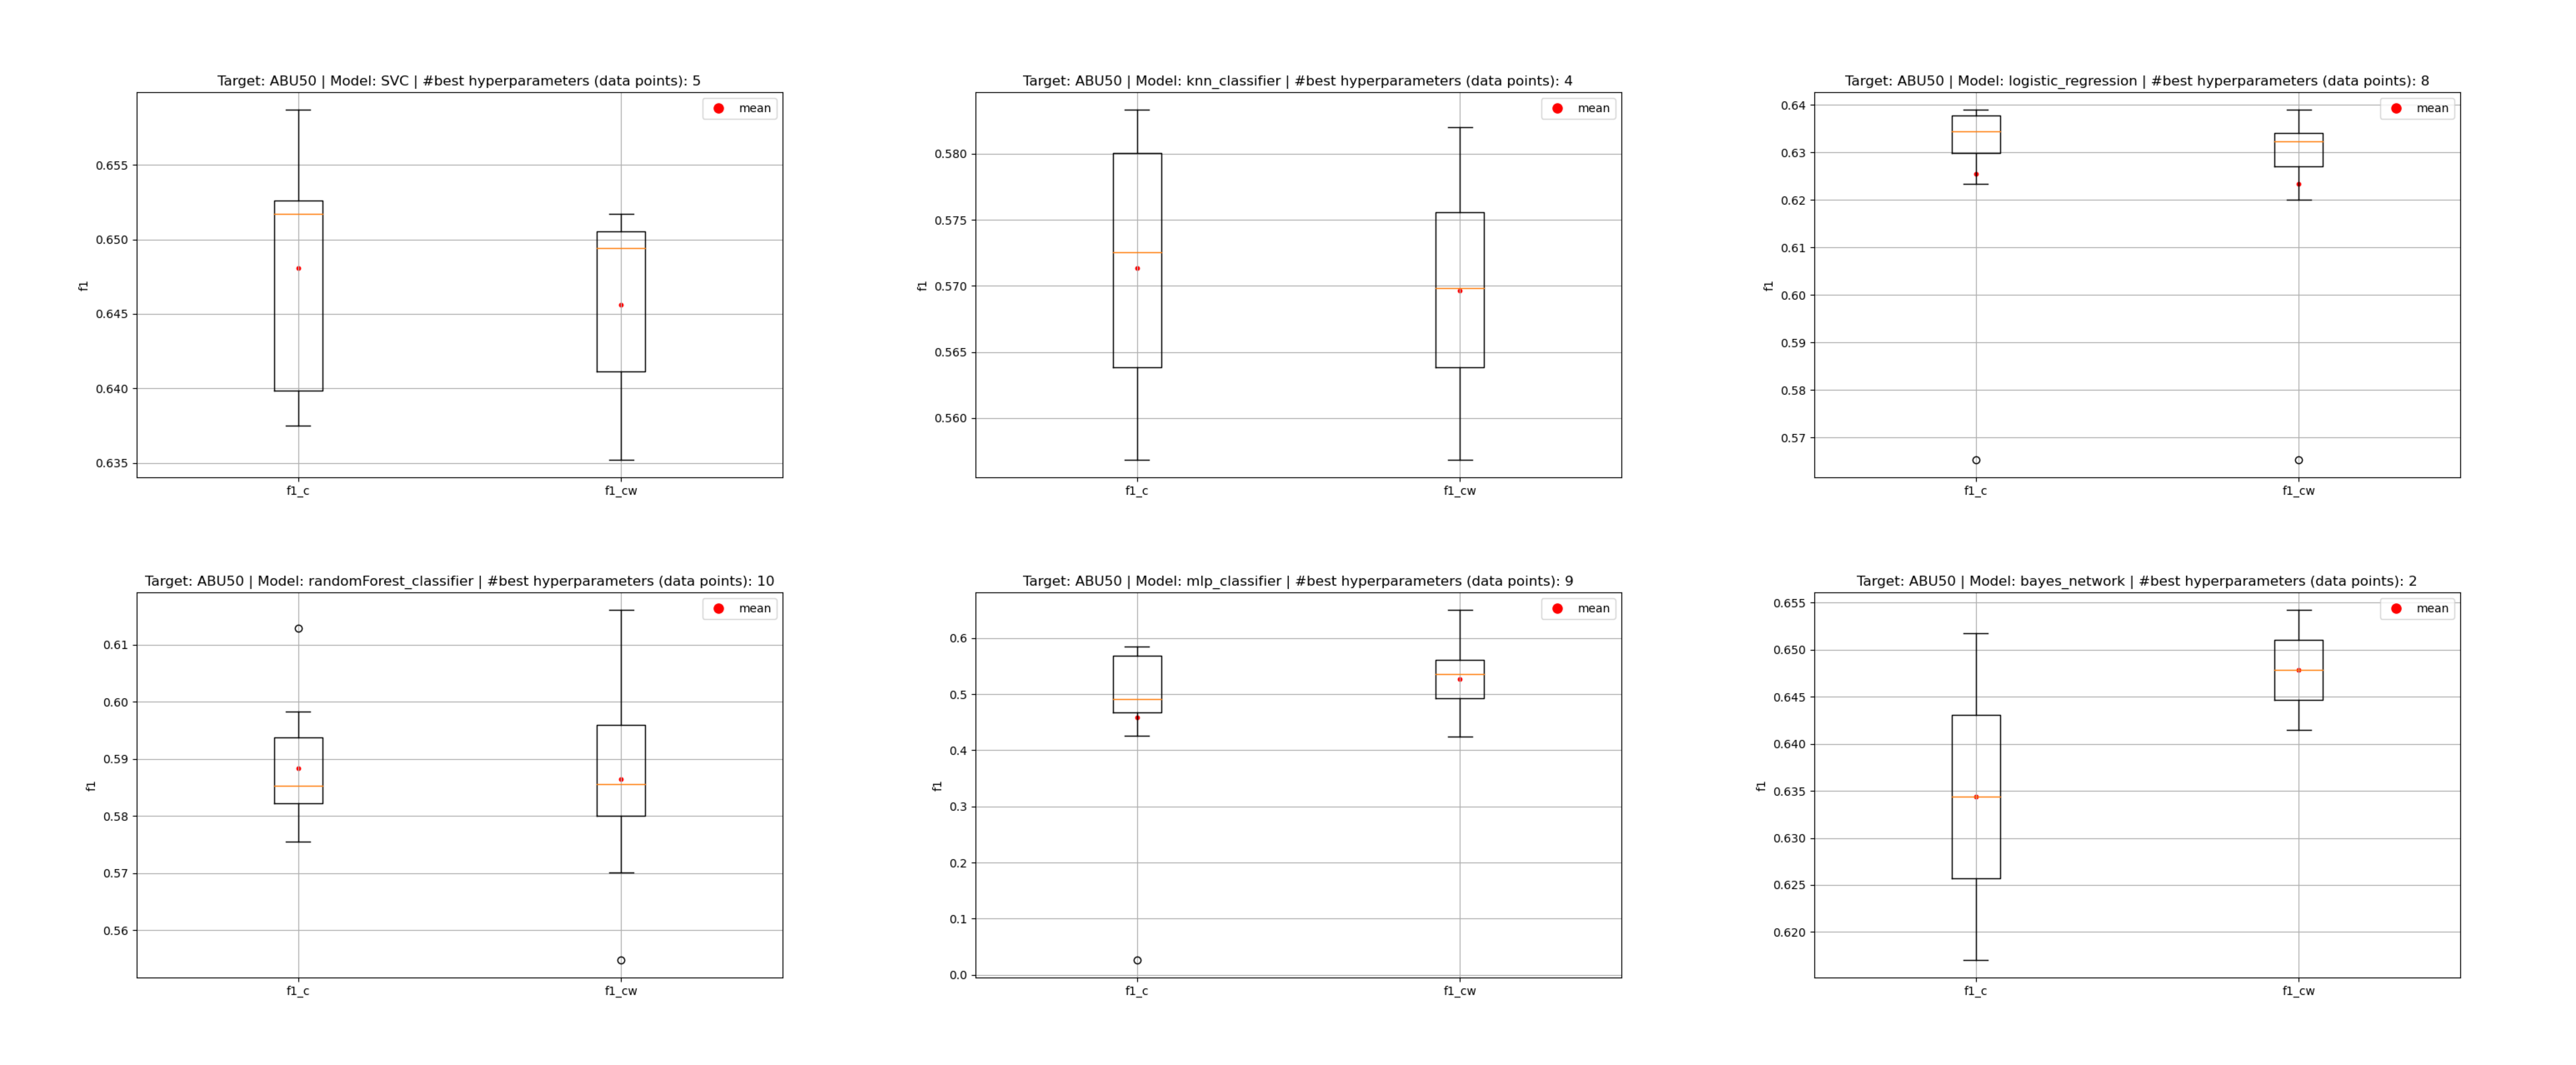 Target: ABU50 | Model: SVC | #best hyperparameters (data points): 5
mean
0.655
0.650
0.645
0.640
0.635
f1
f1_c
f1_cw
Target: ABU50 | Model: knn_classifier | #best hyperparameters (data points): 4
mean
0.580
0.575
0.570
0.565
0.560
f1
f1_c
f1_cw
Target: ABU50 | Model: logistic_regression | #best hyperparameters (data points): 8
mean
0.64
0.63
0.62
0.61
0.60
0.59
0.58
0.57
f1
f1_c
f1_cw
Target: ABU50 | Model: randomForest_classifier | #best hyperparameters (data points): 10
mean
0.61
0.60
0.59
0.58
0.57
0.56
f1
f1_c
f1_cw
Target: ABU50 | Model: mlp_classifier | #best hyperparameters (data points): 9
mean
0.6
0.5
0.4
0.3
0.2
0.1
0.0
f1
f1_c
f1_cw
Target: ABU50 | Model: bayes_network | #best hyperparameters (data points): 2
mean
0.655
0.650
0.645
0.640
0.635
0.630
0.625
0.620
f1
f1_c
f1_cw